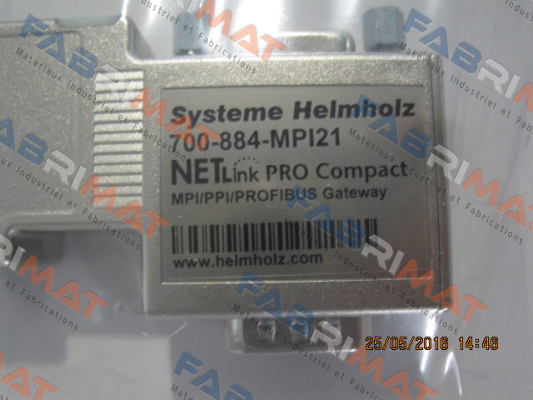 Systeme Helmholz
700-884-MPI21
NETLink PRO Compact
MPI/PPI/PROFIBUS Gateway
www.helmholz.com
25/05/2016 14:46
FABRIMAT
Materiaux Industriel et Fabrications